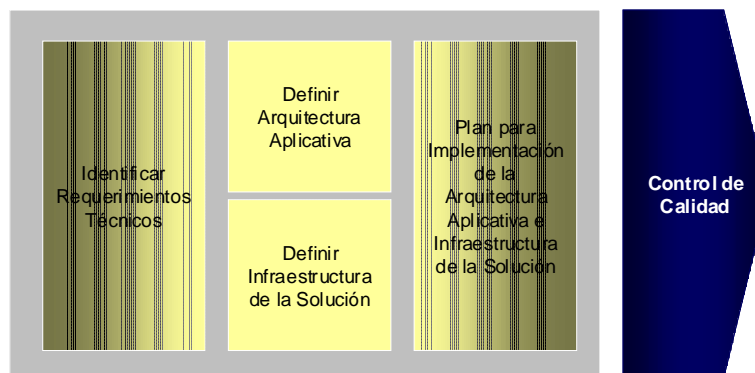 Identificar
Requerimientos
Técnicos
Definir
Arquitectura
Aplicativa
Definir
Infraestructura
de la Solución
Plan para
Implementación
de la
Arquitectura
Aplicativa e
Infraestructura
de la Solución
Control de
Calidad